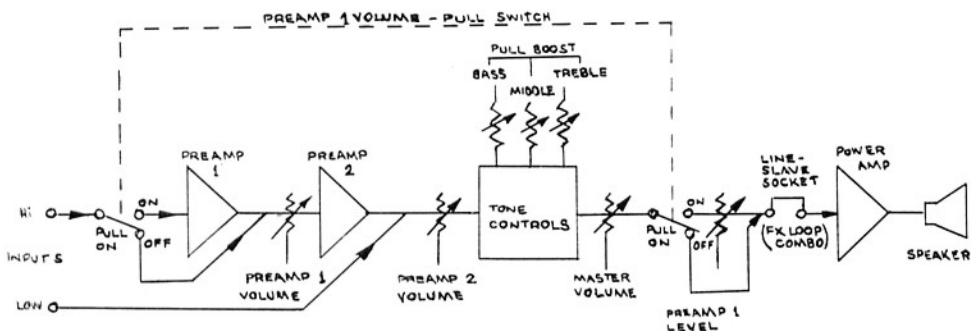 PREAMP 1 VOLUME - PULL SWITCH
PULL BOOST
BASS
TREBLE
MIDDLE
PREAMP
1
PREAMP
2
POWER
AMP
LINE-
SLAVE
SOCKET
Hi
ON
PULL
ON
OFF
TONE
CONTROLS
ON
PULL
ON
OFF
(FX LOOP)
COMBO
SPEAKER
INPUTS
PREAMP 1
VOLUME
PREAMP 2
VOLUME
MASTER
VOLUME
LOW
PREAMP 1
LEVEL